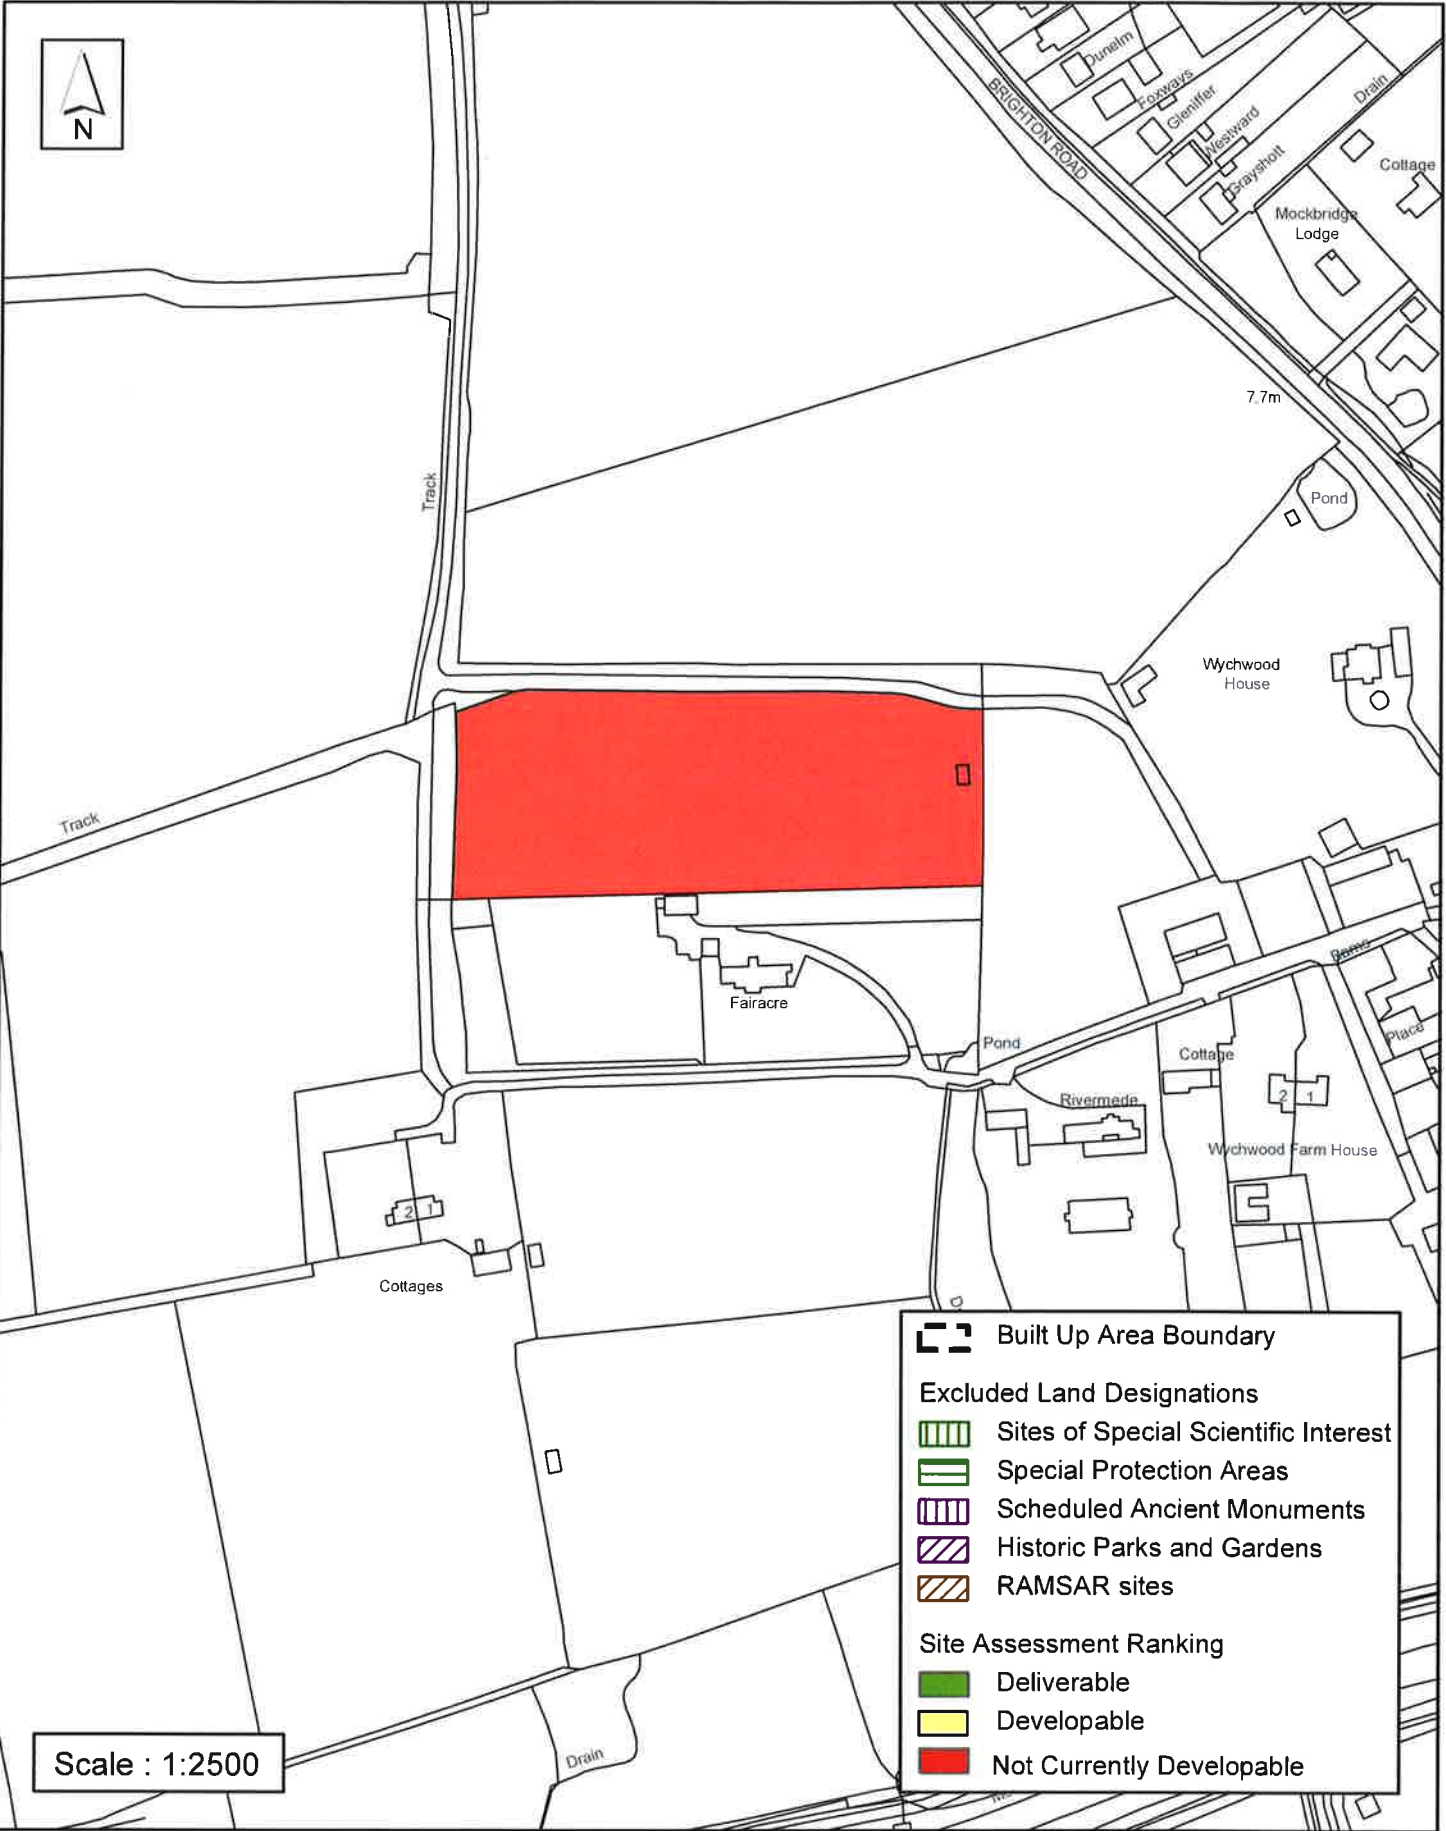 N
Dunelm
Foxways
Gleniffer
Westward
Grayshott
Drain
BRIGHTON ROAD
Cottage
Mockbridge
Lodge
7.7m
Track
Pond
Wychwood
House
Track
Fairacre
Pond
Cottage
Place
Rivermede
2 1
Wychwood Farm House
2 1
Cottages
Built Up Area Boundary
Excluded Land Designations
Sites of Special Scientific Interest
Special Protection Areas
Scheduled Ancient Monuments
Historic Parks and Gardens
RAMSAR sites
Site Assessment Ranking
Deliverable
Developable
Not Currently Developable
Scale : 1:2500
Drain